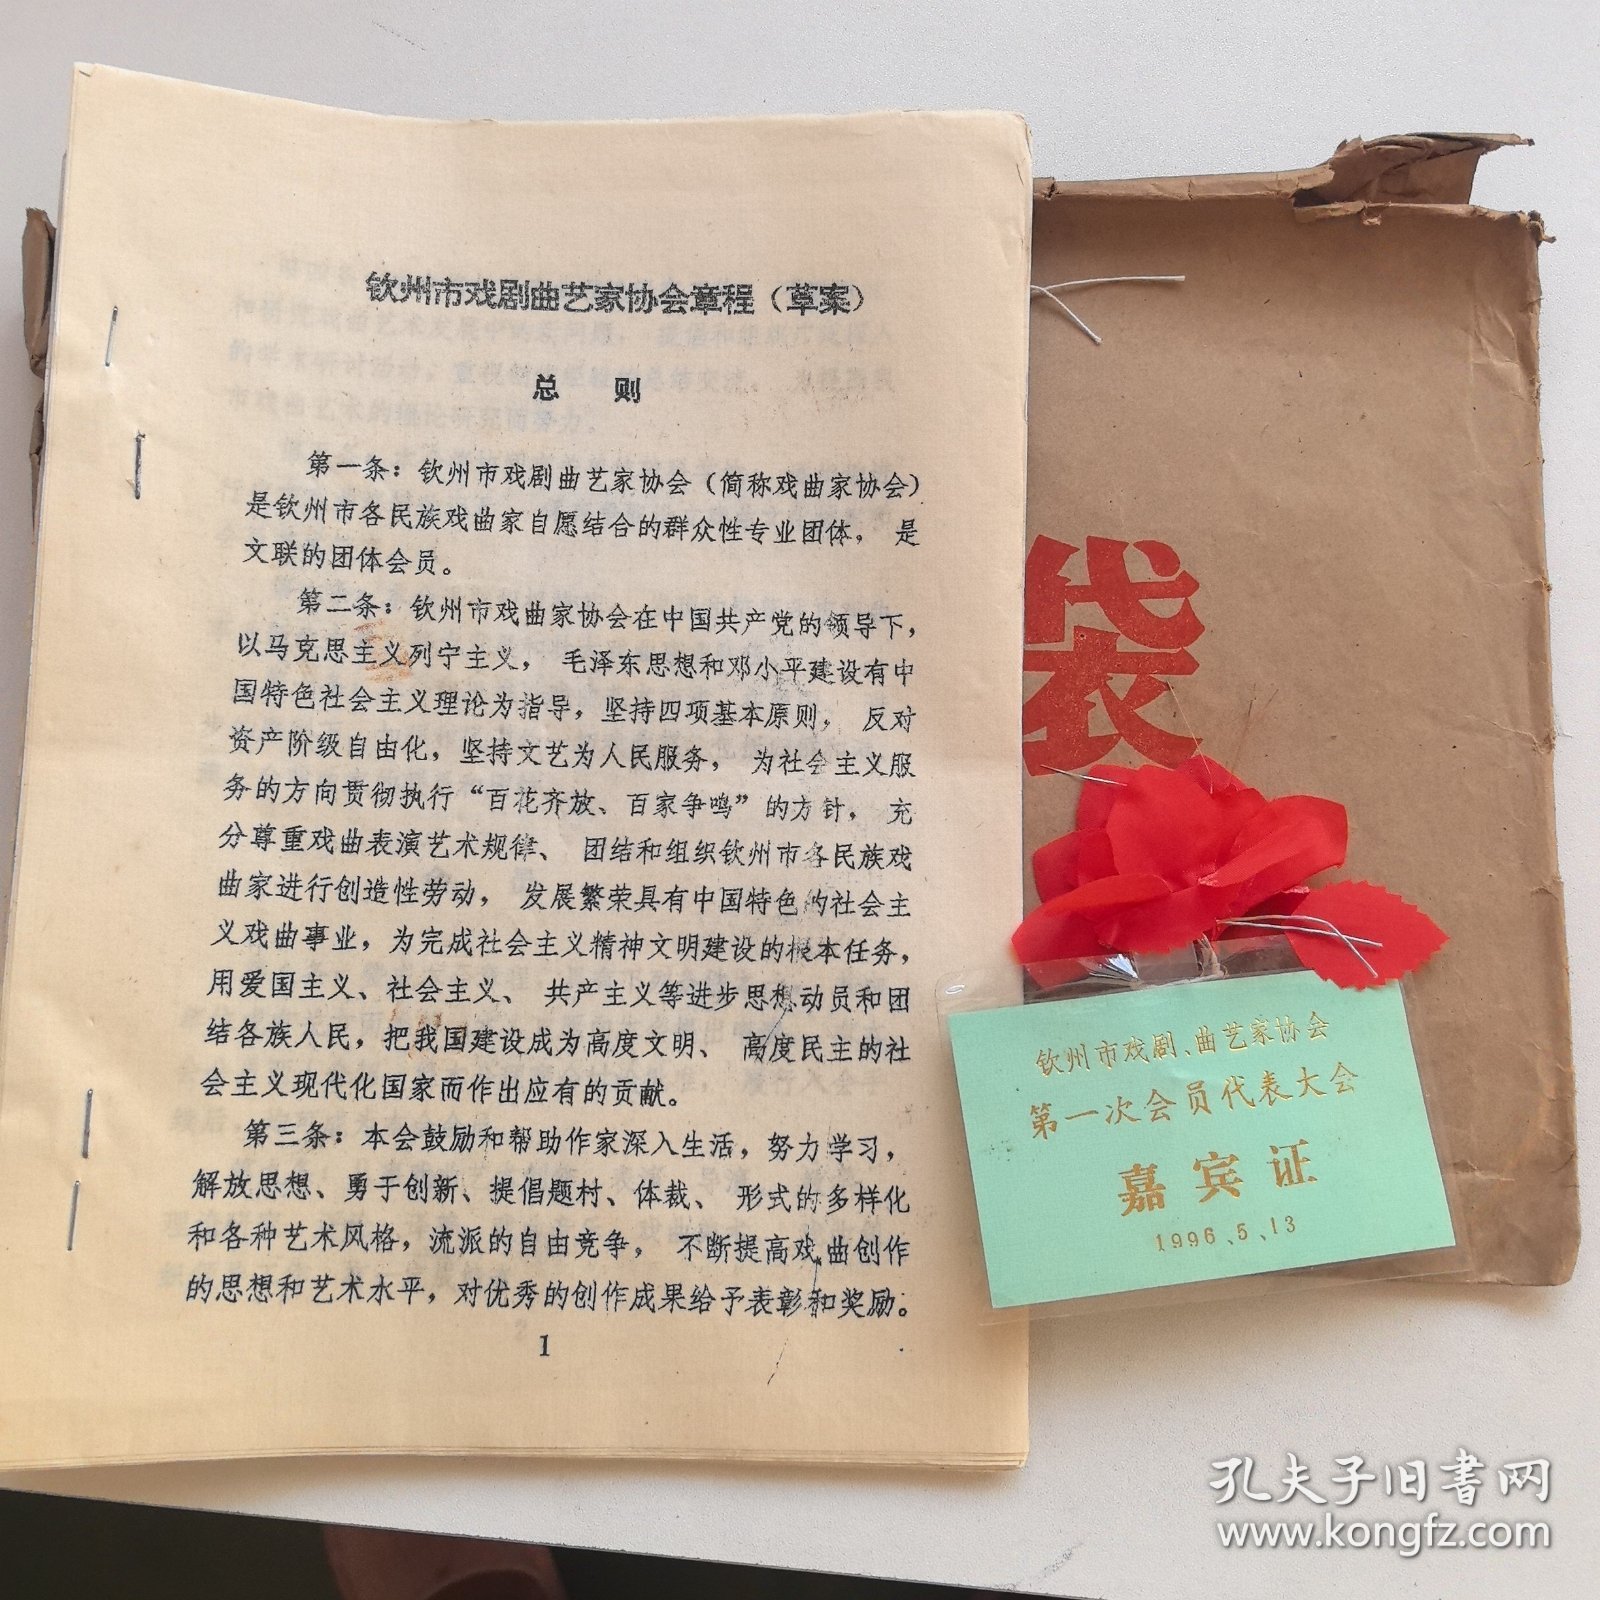 钦州市戏剧曲艺家协会章程（草案）
总　则
第一条：钦州市戏剧曲艺家协会（简称戏曲家协会）
是钦州市各民族戏曲家自愿结合的群众性专业团体， 是
文联的团体会员。
第二条：钦州市戏曲家协会在中国共产党的领导下，
以马克思主义列宁主义， 毛泽东思想和邓小平建设有中
国特色社会主义理论为指导，坚持四项基本原则， 反对
资产阶级自由化，坚持文艺为人民服务， 为社会主义服
务的方向贯彻执行“百花齐放、百家争鸣”的方针， 充
分尊重戏曲表演艺术规律、 团结和组织钦州市各民族戏
曲家进行创造性劳动， 发展繁荣具有中国特色的社会主
义戏曲事业，为完成社会主义精神文明建设的根本任务，
用爱国主义、社会主义、 共产主义等进步思想动员和团
结各族人民，把我国建设成为高度文明、 高度民主的社
会主义现代化国家而作出应有的贡献。
第三条：本会鼓励和帮助作家深入生活，努力学习，
解放思想、勇于创新、提倡题材、体裁、 形式的多样化
和各种艺术风格，流派的自由竞争， 不断提高戏曲创作
的思想和艺术水平，对优秀的创作成果给予表彰和奖励。
1
代表
袋
钦州市戏剧、曲艺家协会
第一次会员代表大会
嘉宾证
1996、5、13
孔夫子旧书网
www.kongfz.com